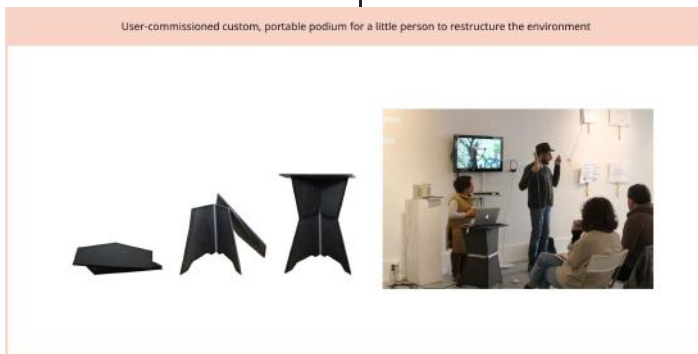 User-commissioned custom, portable podium for a little person to restructure the environment